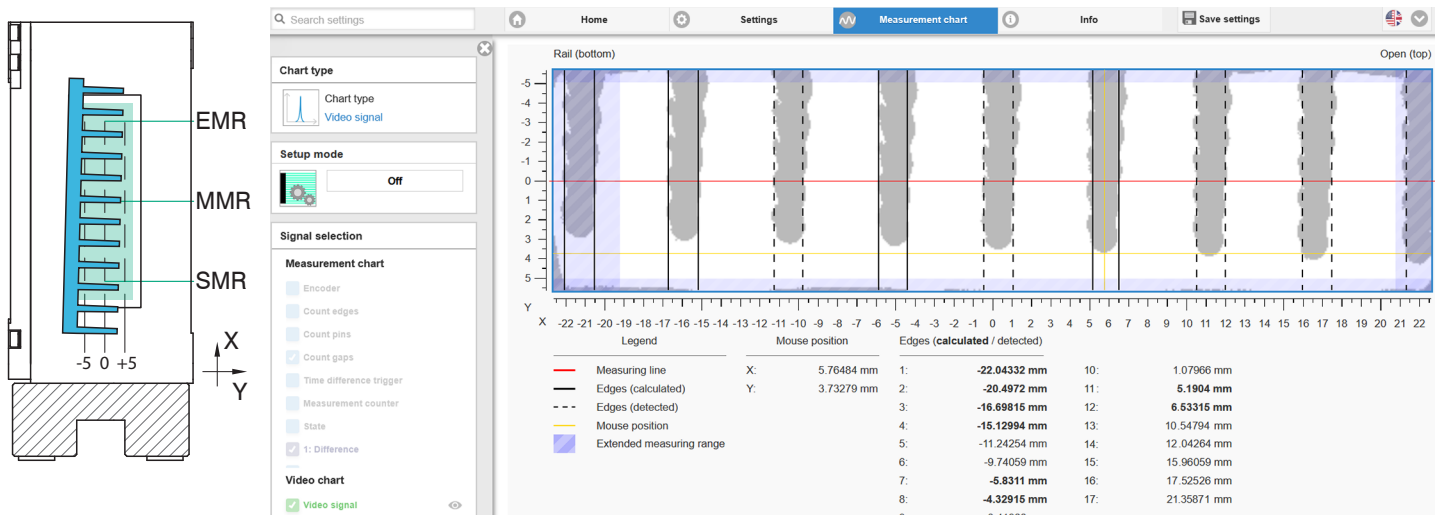 EMR
MMR
SMR
-5 0 +5
X
Y
Search settings
Home
Settings
Measurement chart
Info
Save settings
Chart type
Chart type
Video signal
Setup mode
Off
Signal selection
Measurement chart
Encoder
Count edges
Count pins
Count gaps
Time difference trigger
Measurement counter
State
1: Difference
Video chart
Video signal
Rail (bottom)
Open (top)
-5
-4
-3
-2
-1
0
1
2
3
4
5
Y
X -22 -21 -20 -19 -18 -17 -16 -15 -14 -13 -12 -11 -10 -9 -8 -7 -6 -5 -4 -3 -2 -1 0 1 2 3 4 5 6 7 8 9 10 11 12 13 14 15 16 17 18 19 20 21 22
Legend
Measuring line
Edges (calculated)
Edges (detected)
Mouse position
Extended measuring range
Mouse position
X: 5.76484 mm
Y: 3.73279 mm
Edges (calculated / detected)
1: -22.04332 mm
2: -20.4972 mm
3: -16.69815 mm
4: -15.12994 mm
5: -11.24254 mm
6: -9.74059 mm
7: -5.8311 mm
8: -4.32915 mm
10: 1.07966 mm
11: 5.1904 mm
12: 6.53315 mm
13: 10.54794 mm
14: 12.04264 mm
15: 15.96059 mm
16: 17.52526 mm
17: 21.35871 mm